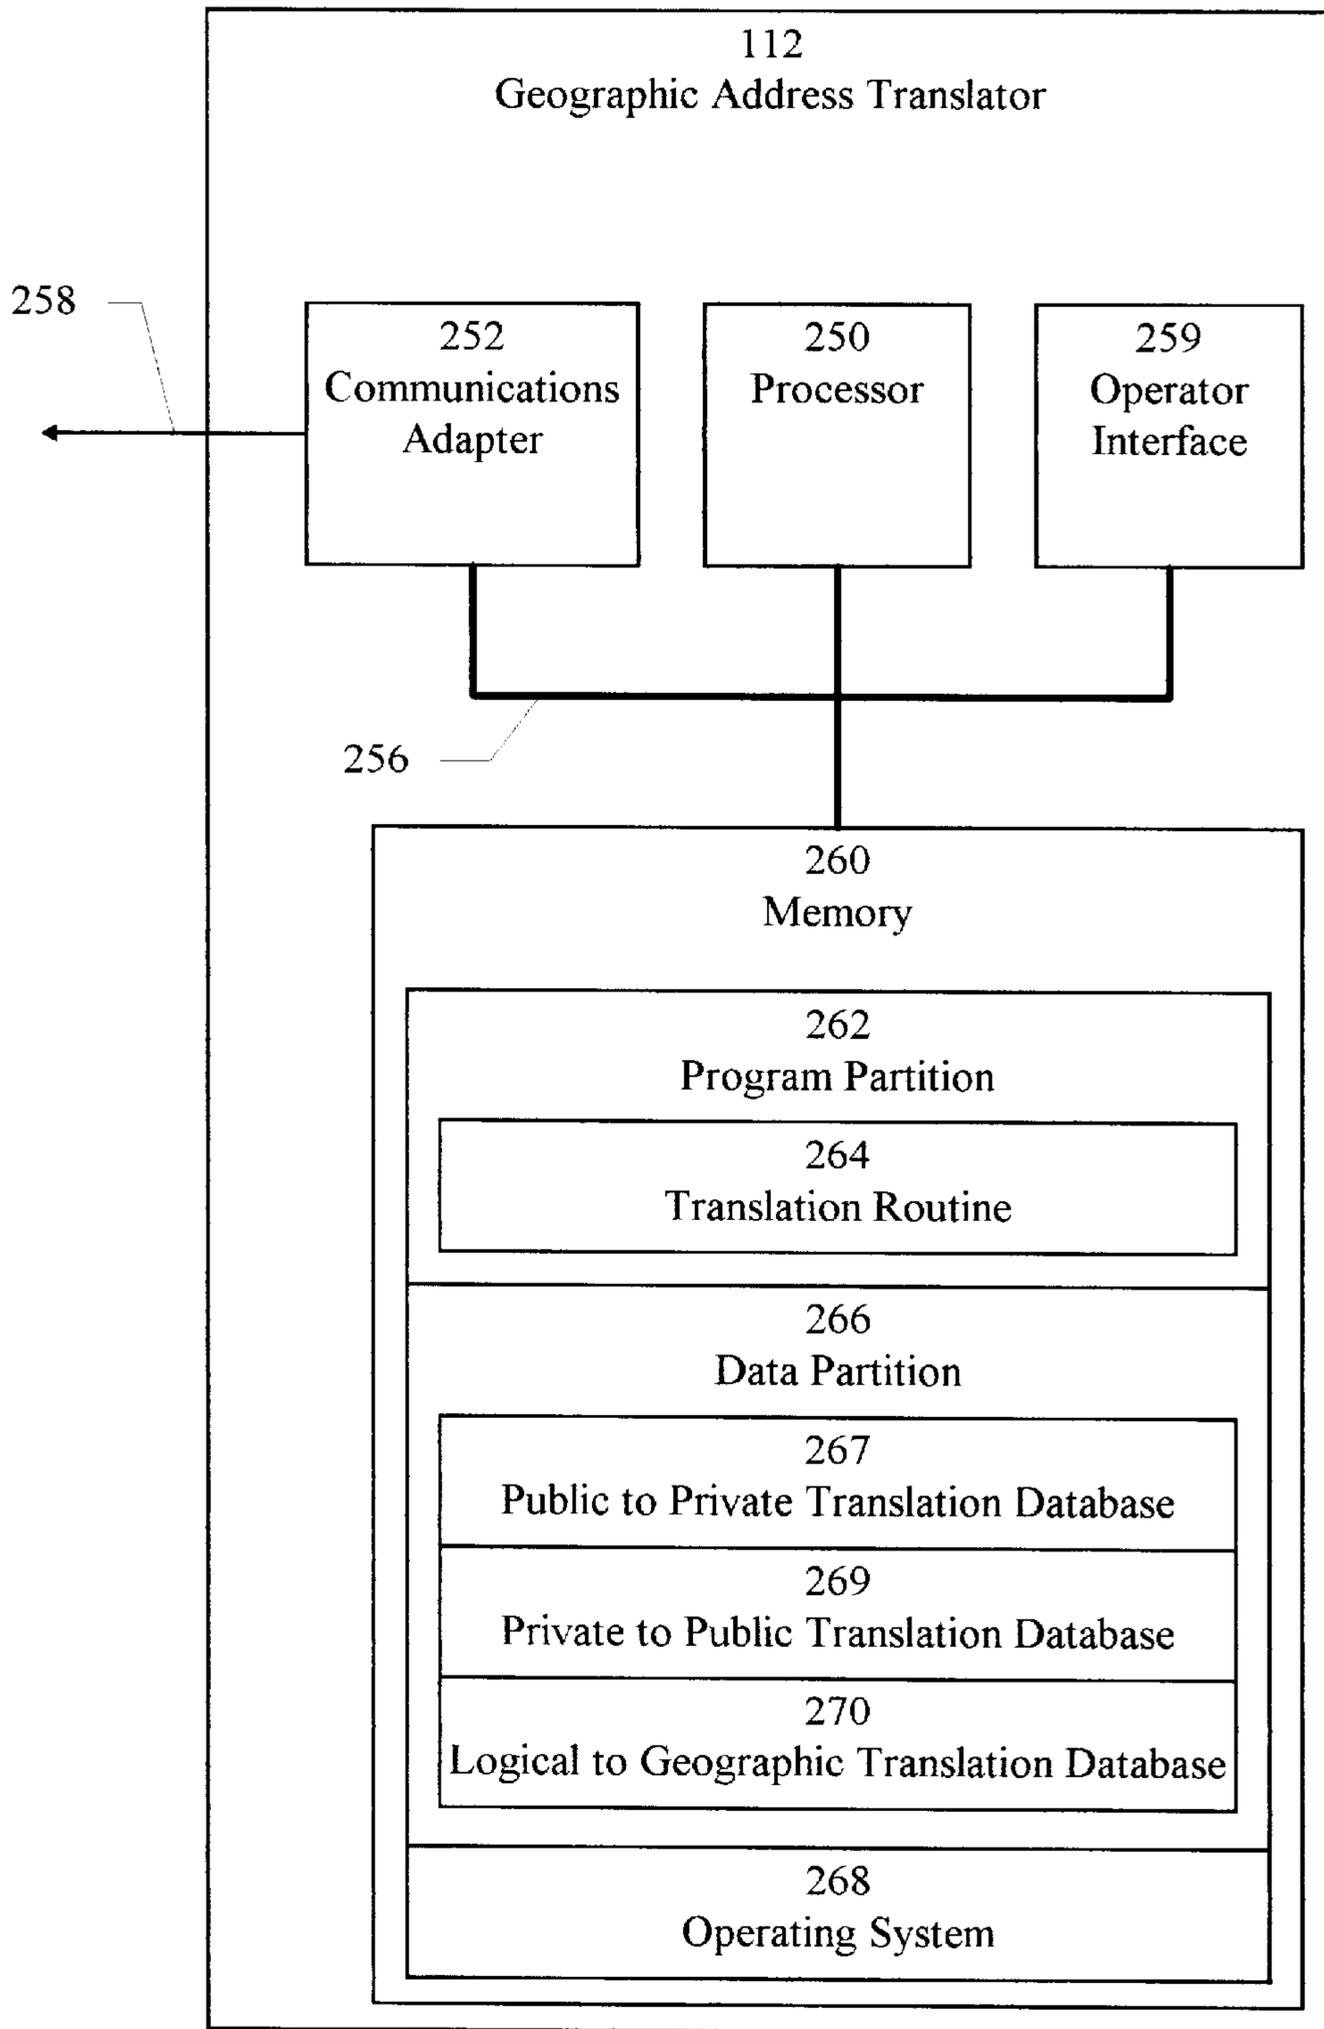 112
Geographic Address Translator
258
252
Communications
Adapter
250
Processor
259
Operator
Interface
256
260
Memory
262
Program Partition
264
Translation Routine
266
Data Partition
267
Public to Private Translation Database
269
Private to Public Translation Database
270
Logical to Geographic Translation Database
268
Operating System